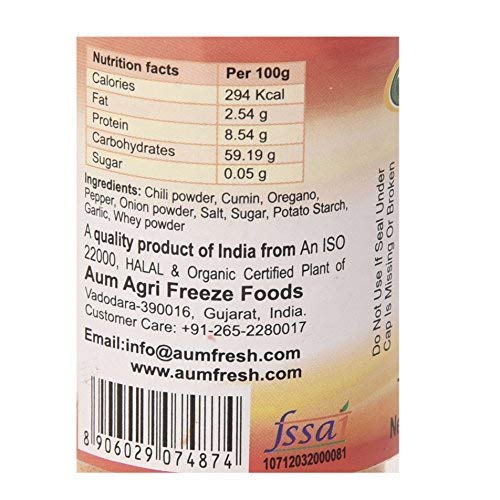 Nutrition facts Per 100g
Calories 294 Kcal
Fat 2.54 g
Protein 8.54 g
Carbohydrates 59.19 g
Sugar 0.05 g
Ingredients: Chili powder, Cumin, Oregano,
Pepper, Onion powder, Salt, Sugar, Potato Starch,
Garlic, Whey powder
A quality product of India from An ISO
22000, HALAL & Organic Certified Plant of
Aum Agri Freeze Foods
Vadodara-390016, Gujarat, India.
Customer Care: +91-265-2280017
Email:info@aumfresh.com
www.aumfresh.com
8 906029 074874
fssai
10712032000081
Do Not Use If Seal Under
Cap Is Missing Or Broken